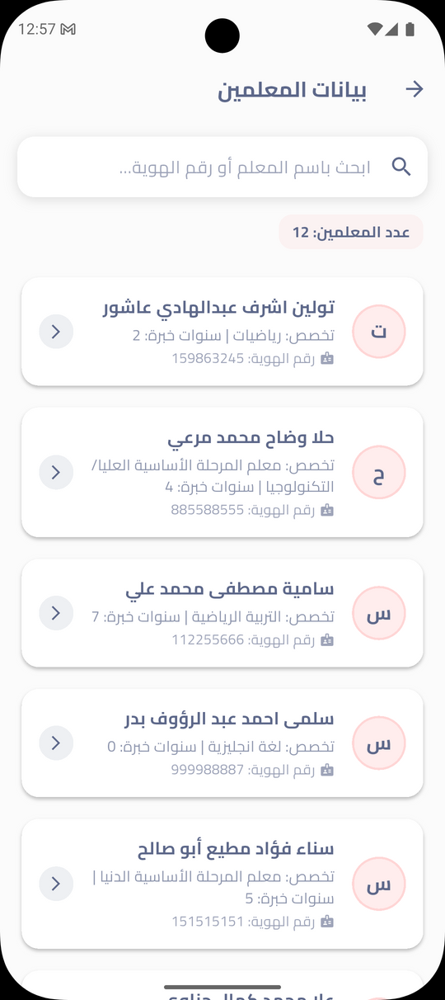 12:57
بيانات المعلمين
ابحث باسم المعلم أو رقم الهوية...
عدد المعلمين: 12
ت
تولين اشرف عبدالهادي عاشور
تخصص: رياضيات | سنوات خبرة: 2
رقم الهوية: 159863245
ح
حلا وضاح محمد مرعي
تخصص: معلم المرحلة الأساسية العليا/
التكنولوجيا | سنوات خبرة: 4
رقم الهوية: 885588555
س
سامية مصطفى محمد علي
تخصص: التربية الرياضية | سنوات خبرة: 7
رقم الهوية: 112255666
س
سلمى احمد عبد الرؤوف بدر
تخصص: لغة انجليزية | سنوات خبرة: 0
رقم الهوية: 999988887
س
سناء فؤاد مطيع أبو صالح
تخصص: معلم المرحلة الأساسية الدنيا |
سنوات خبرة: 5
رقم الهوية: 151515151